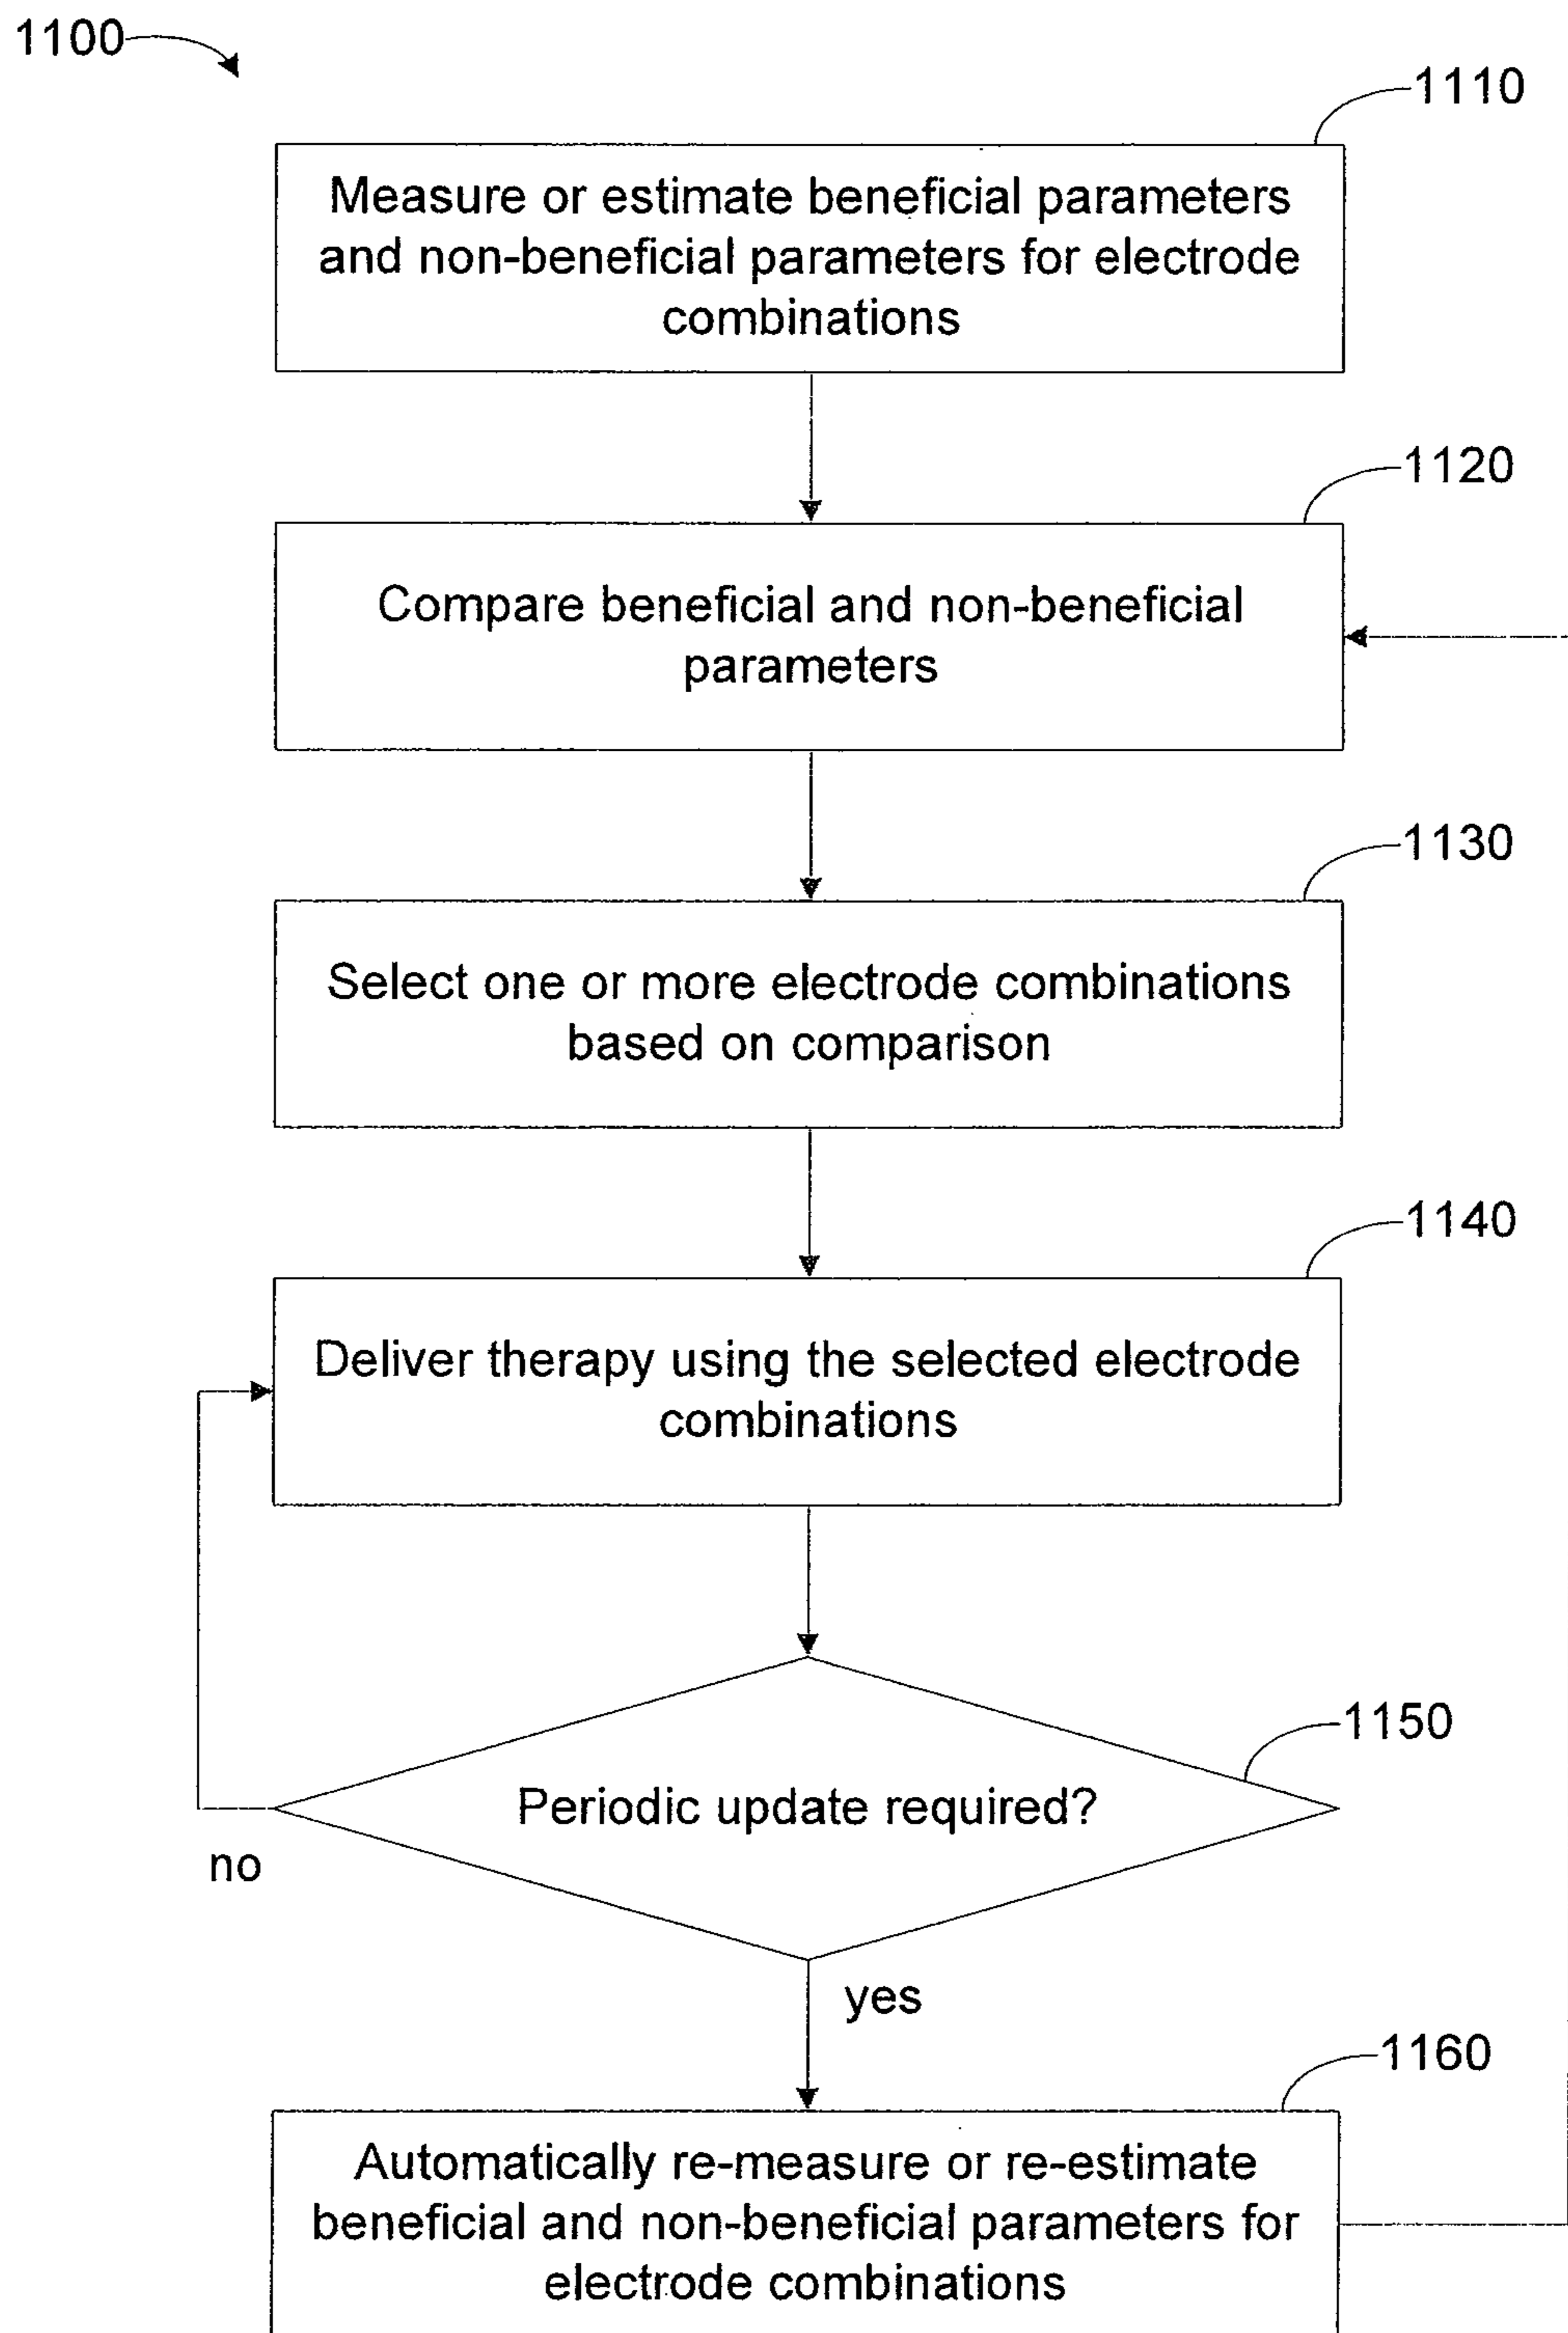 1100
1110
Measure or estimate beneficial parameters
and non-beneficial parameters for electrode
combinations
1120
Compare beneficial and non-beneficial
parameters
1130
Select one or more electrode combinations
based on comparison
1140
Deliver therapy using the selected electrode
combinations
1150
Periodic update required?
no
yes
1160
Automatically re-measure or re-estimate
beneficial and non-beneficial parameters for
electrode combinations